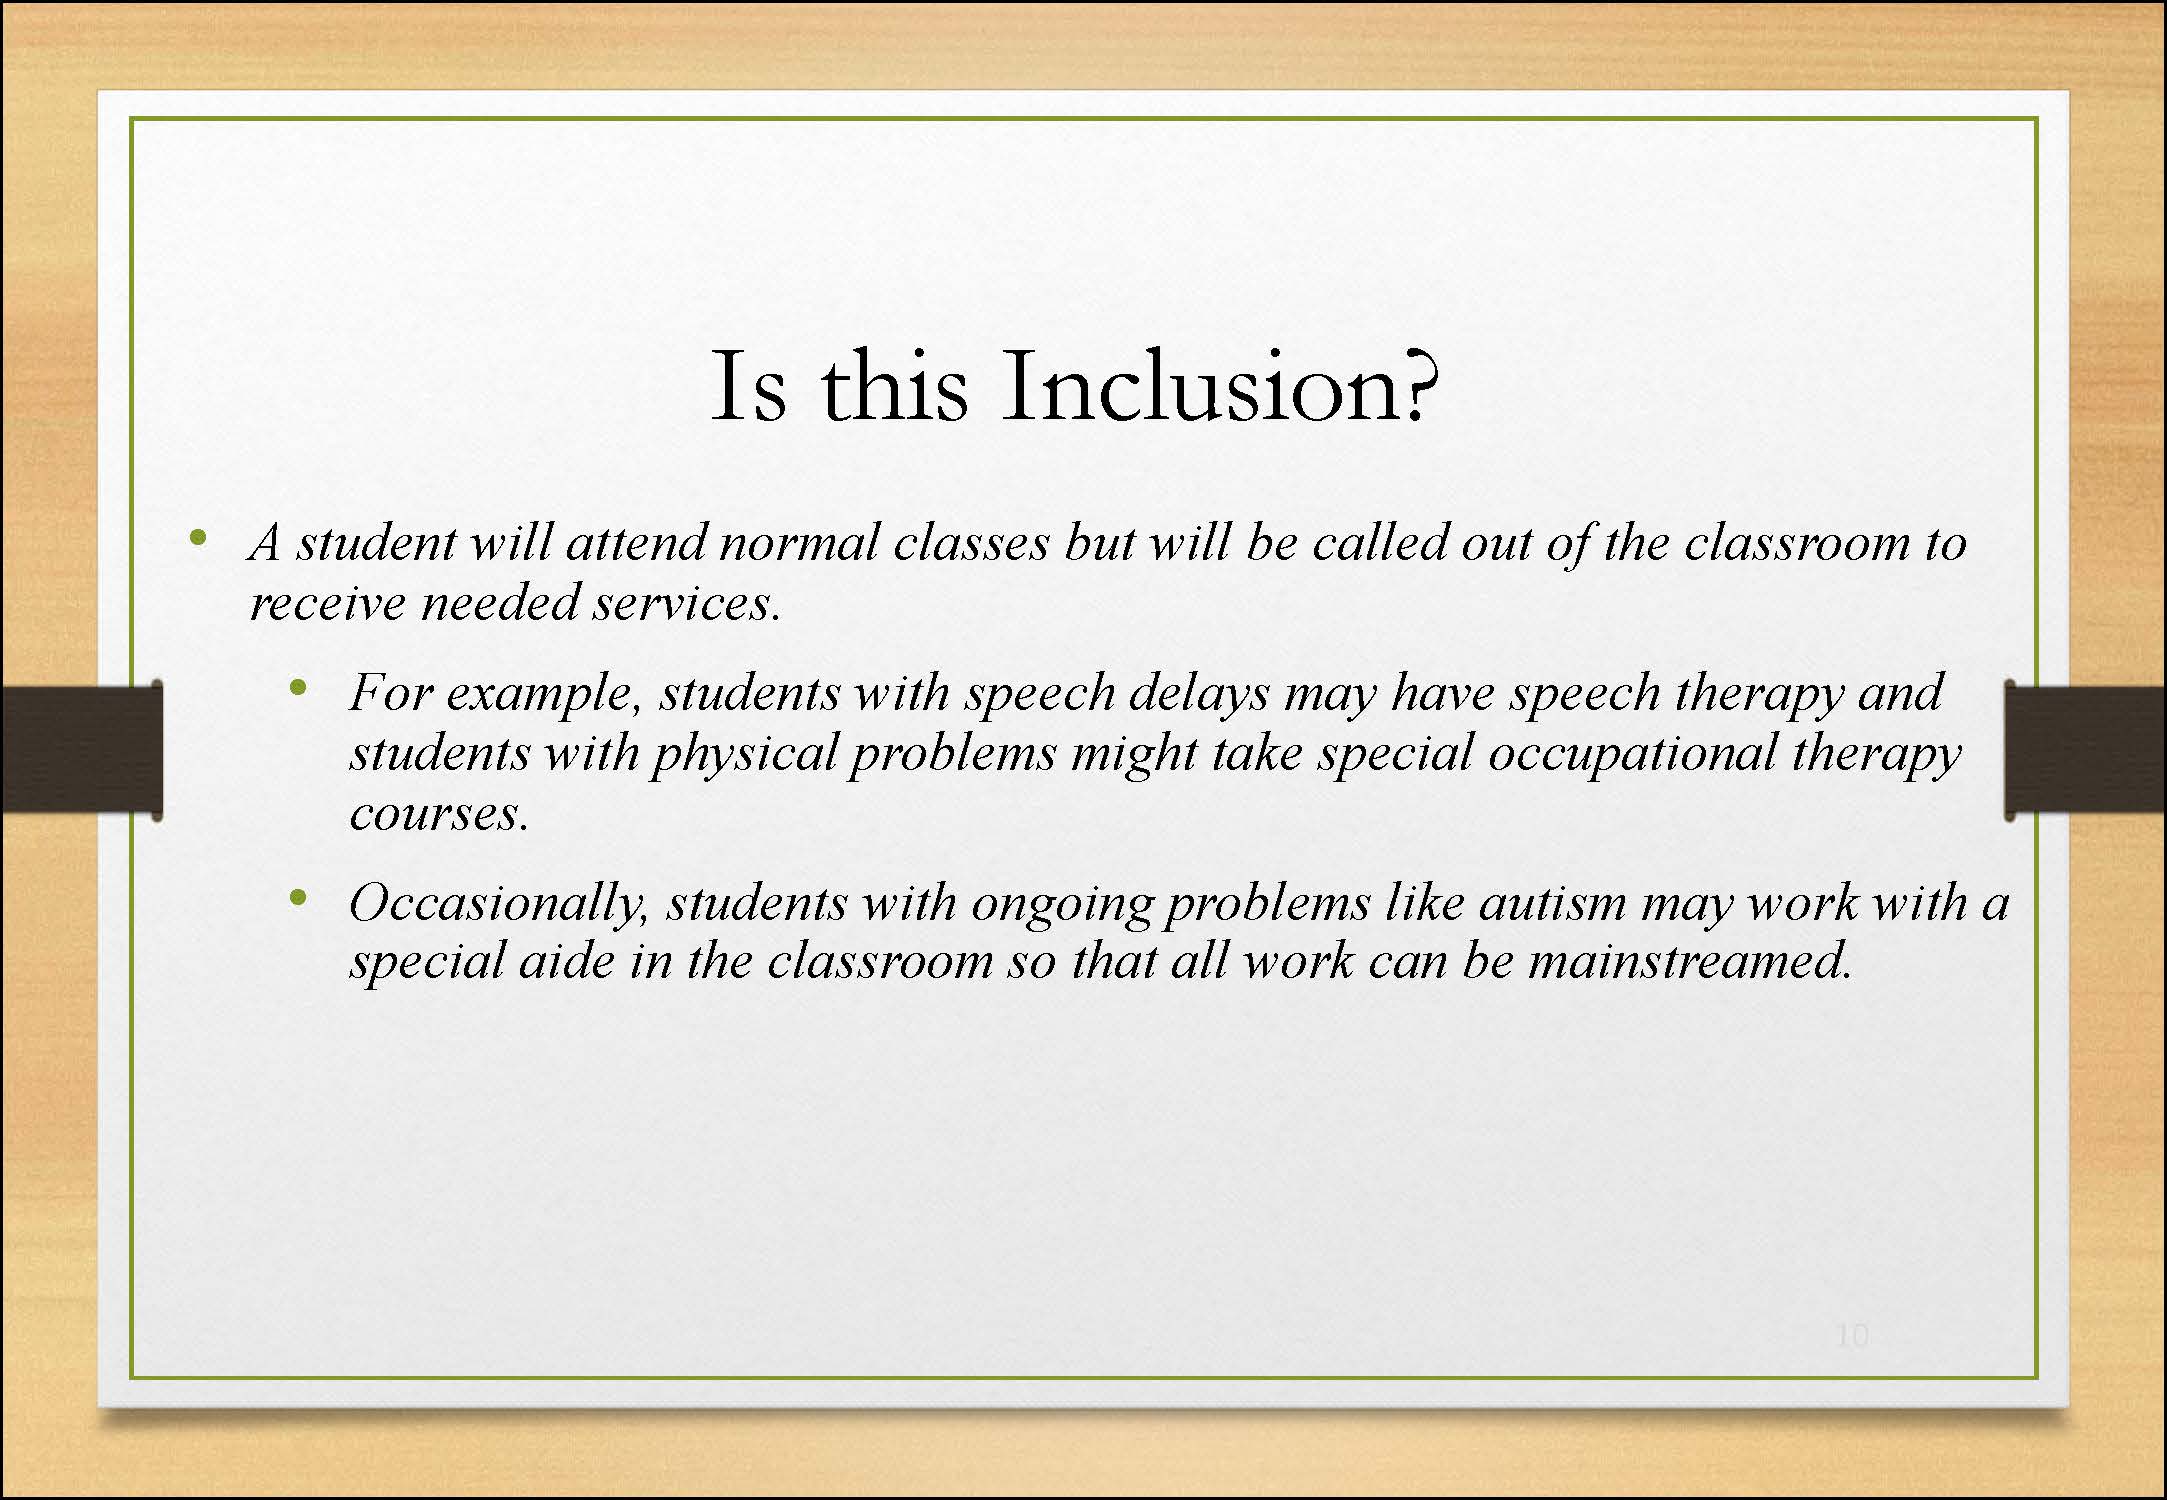 Is this Inclusion?
• A student will attend normal classes but will be called out of the classroom to
receive needed services.
• For example, students with speech delays may have speech therapy and
students with physical problems might take special occupational therapy
courses.
• Occasionally, students with ongoing problems like autism may work with a
special aide in the classroom so that all work can be mainstreamed.
10